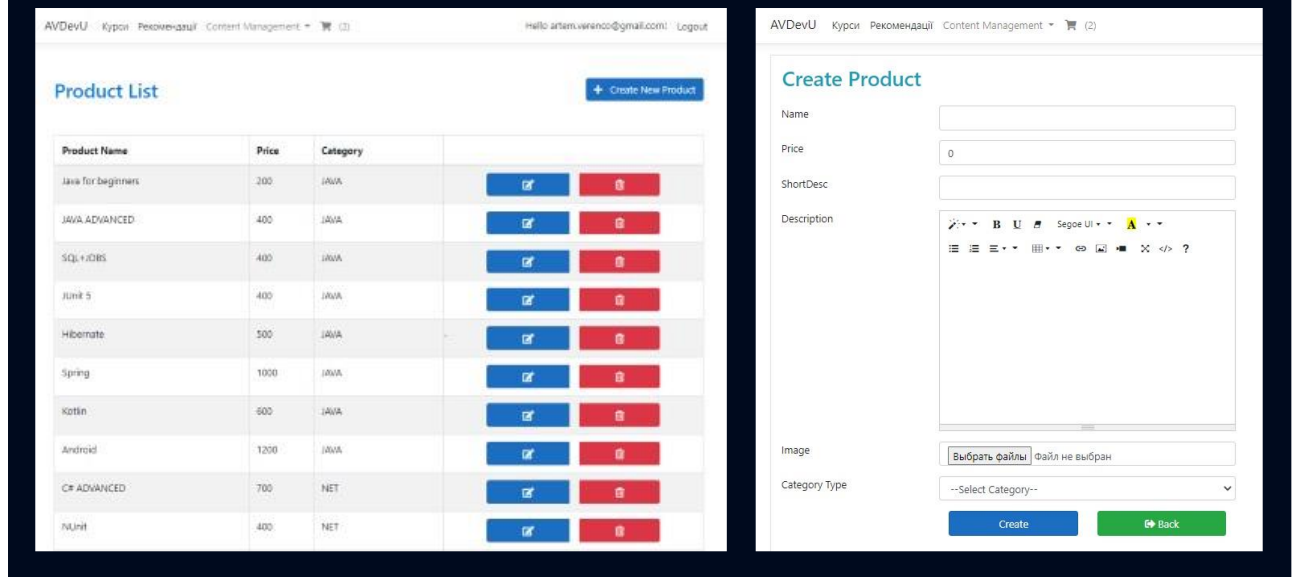 AVDevU Курси Рекомендації Content Management (2) Hello artem.verenco@gmail.com! Logout
Product List
Create New Product
Product Name Price Category
Java for beginners 200 JAVA
JAVA ADVANCED 400 JAVA
SQL+JOBS 400 JAVA
JUnit 5 400 JAVA
Hibernate 500 JAVA
Spring 1000 JAVA
Kotlin 600 JAVA
Android 1200 JAVA
C# ADVANCED 700 NET
NUnit 400 NET
AVDevU Курси Рекомендації Content Management (2)
Create Product
Name
Price 0
ShortDesc
Description
B U Segoe UI A
</> ?
Image Выбрать файлы Файл не выбран
Category Type --Select Category--
Create Back